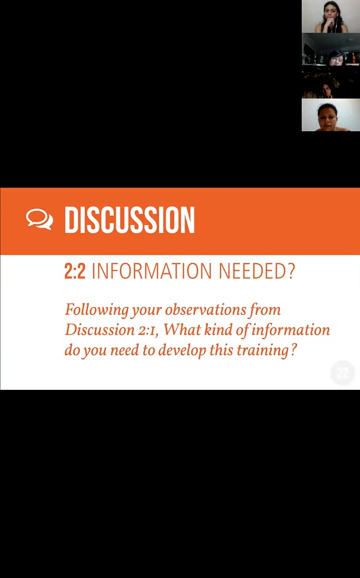 DISCUSSION
2:2 INFORMATION NEEDED?
Following your observations from
Discussion 2:1, What kind of information
do you need to develop this training?
22